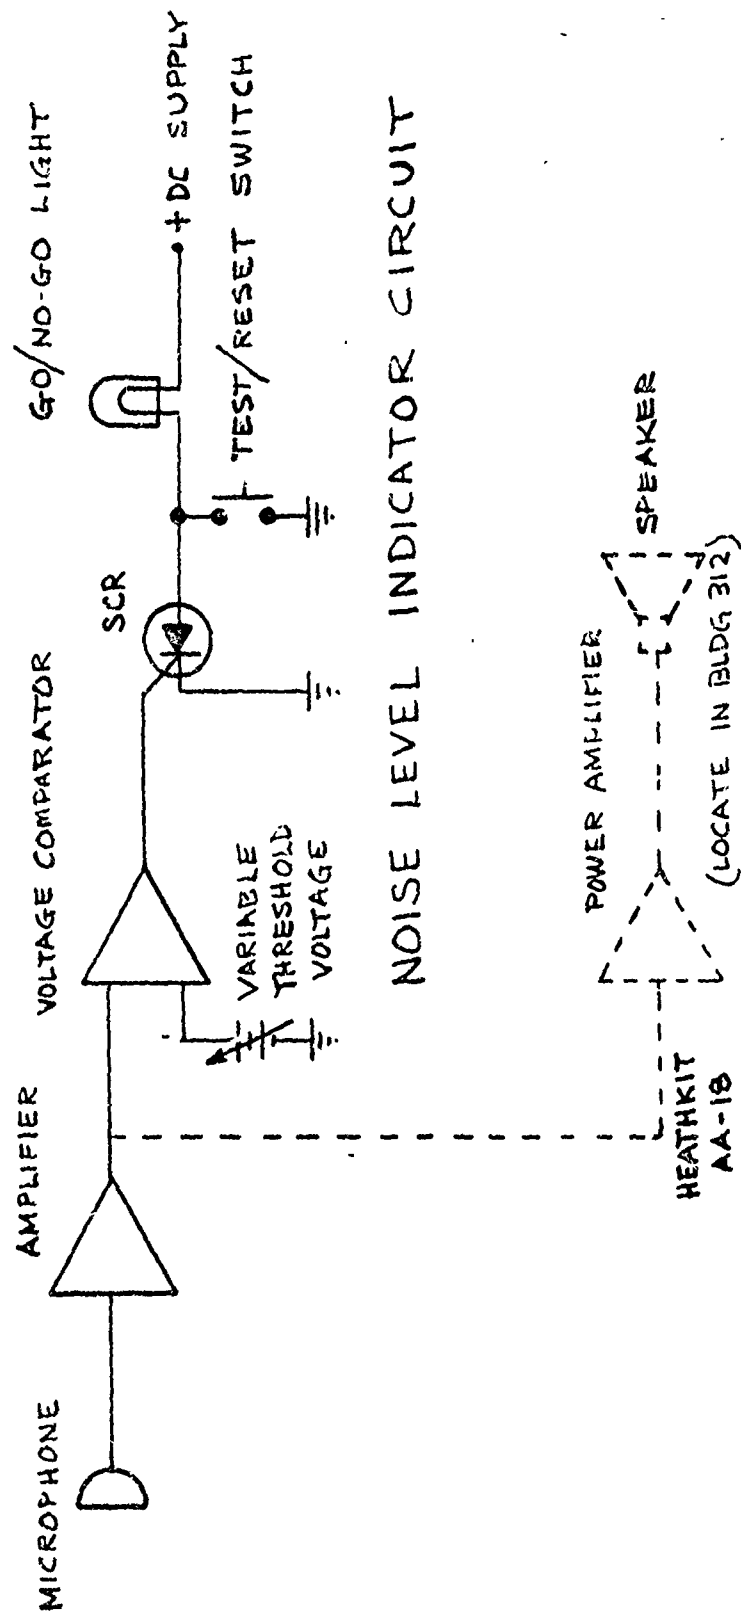 MICROPHONE
AMPLIFIER
VOLTAGE COMPARATOR
SCR
GO/NO-GO LIGHT
+DC SUPPLY
TEST/RESET SWITCH
VARIABLE
THRESHOLD
VOLTAGE
NOISE LEVEL INDICATOR CIRCUIT
HEATHKIT
AA-18
POWER AMPLIFIER
SPEAKER
(LOCATE IN BLDG 312)